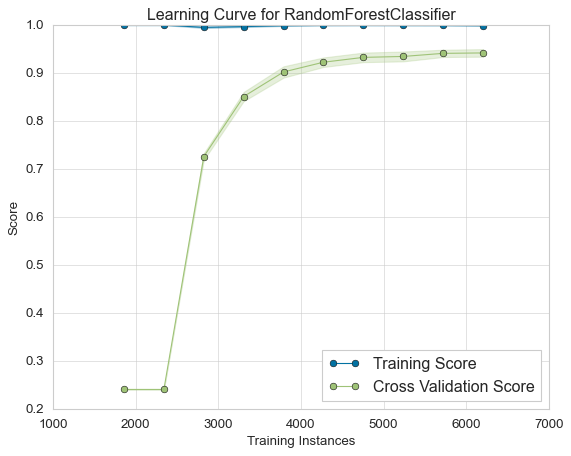 Learning Curve for RandomForestClassifier
1.0
0.9
0.8
0.7
0.6
0.5
0.4
0.3
0.2
Score
Training Score
Cross Validation Score
1000 2000 3000 4000 5000 6000 7000
Training Instances